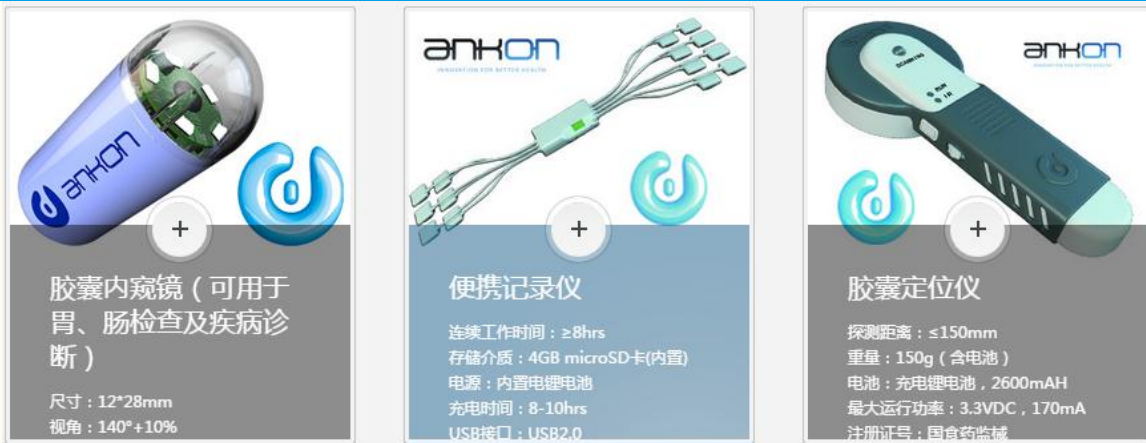 ankon
胶囊内窥镜（可用于
胃、肠检查及疾病诊
断）
尺寸：12*28mm
视角：140°+10%
ankon
INNOVATION FOR BETTER HEALTH
便携记录仪
连续工作时间：≥8hrs
存储介质：4GB microSD卡(内置)
电源：内置电锂电池
充电时间：8-10hrs
USB接口：USB2.0
ankon
INNOVATION FOR BETTER HEALTH
胶囊定位仪
探测距离：≤150mm
重量：150g（含电池）
电池：充电锂电池，2600mAH
最大运行功率：3.3VDC，170mA
注册证号：国食药监械